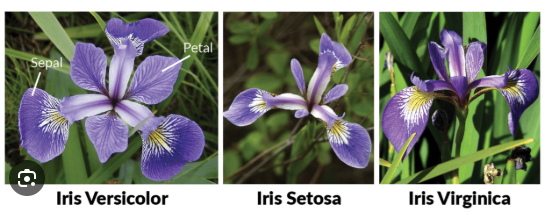 Petal
Sepal
Iris Versicolor
Iris Setosa
Iris Virginica